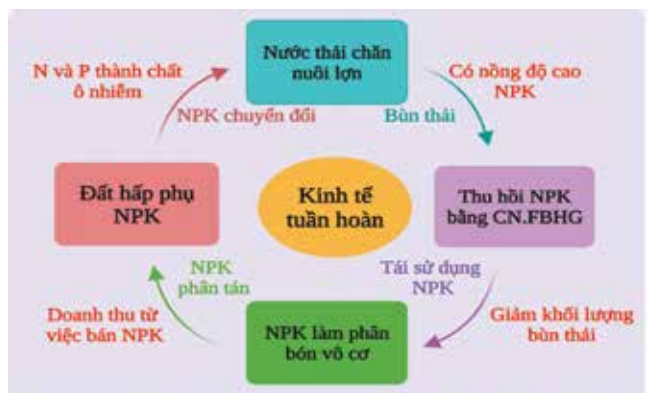 Nước thải chăn
nuôi lợn
N và P thành chất
ô nhiễm
Có nồng độ cao
NPK
NPK chuyển đổi
Bùn thải
Đất hấp phụ
NPK
Kinh tế
tuần hoàn
Thu hồi NPK
bằng CN.FBHG
NPK
phân tán
Tái sử dụng
NPK
Doanh thu từ
việc bán NPK
NPK làm phân
bón vô cơ
Giảm khối lượng
bùn thải